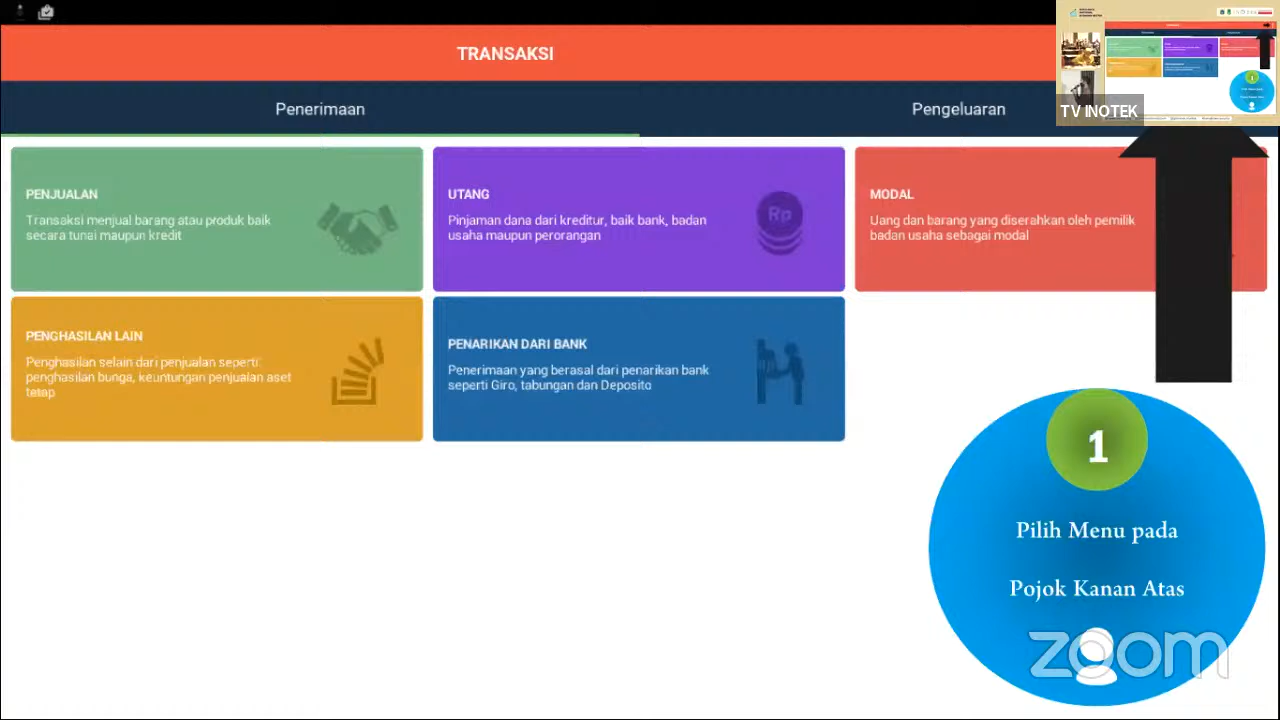 TRANSAKSI
Penerimaan
Pengeluaran
TV INOTEK
PENJUALAN
Transaksi menjual barang atau produk baik
secara tunai maupun kredit
UTANG
Pinjaman dana dari kreditur, baik bank, badan
usaha maupun perorangan
Rp
MODAL
Uang dan barang yang diserahkan oleh pemilik
badan usaha sebagai modal
PENGHASILAN LAIN
Penghasilan selain dari penjualan seperti
penghasilan bunga, keuntungan penjualan aset
tetap
PENARIKAN DARI BANK
Penerimaan yang berasal dari penarikan bank
seperti Giro, tabungan dan Deposito
1
Pilih Menu pada
Pojok Kanan Atas
zoom